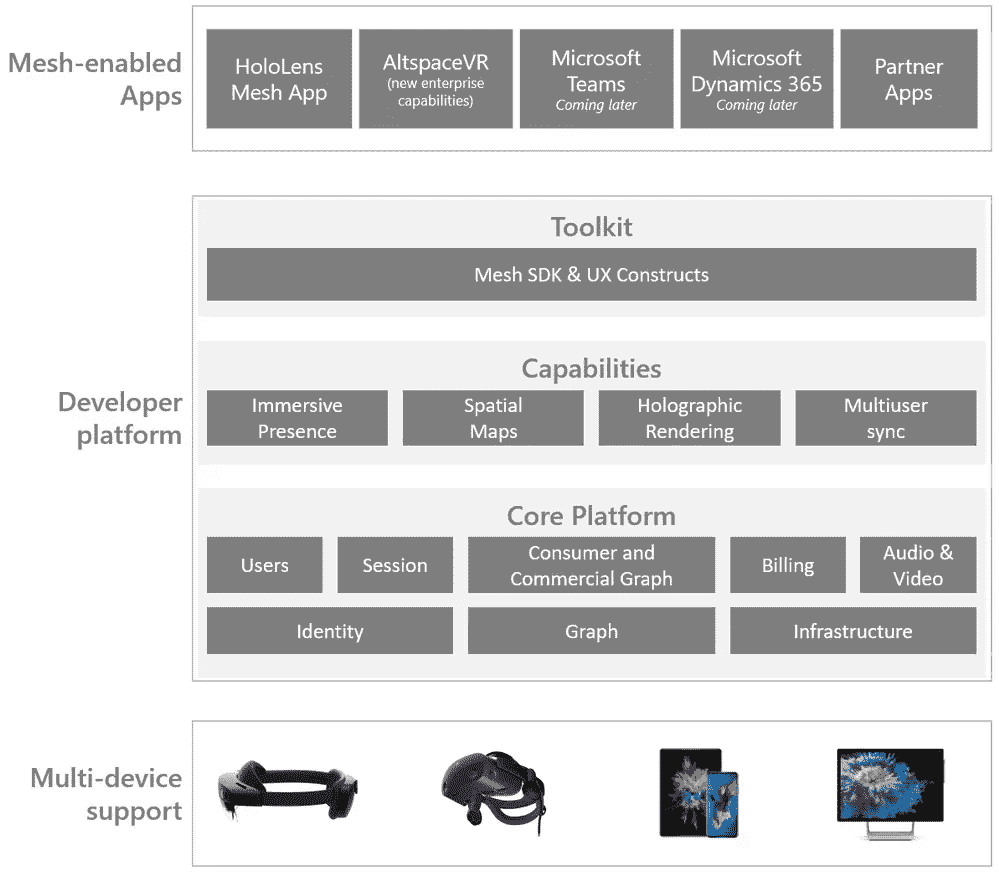 Mesh-enabled
Apps
HoloLens
Mesh App
AltspaceVR
(new enterprise
capabilities)
Microsoft
Teams
Coming later
Microsoft
Dynamics 365
Coming later
Partner
Apps
Developer
platform
Toolkit
Mesh SDK & UX Constructs
Capabilities
Immersive
Presence
Spatial
Maps
Holographic
Rendering
Multiuser
sync
Core Platform
Users
Session
Consumer and
Commercial Graph
Billing
Audio &
Video
Identity
Graph
Infrastructure
Multi-device
support